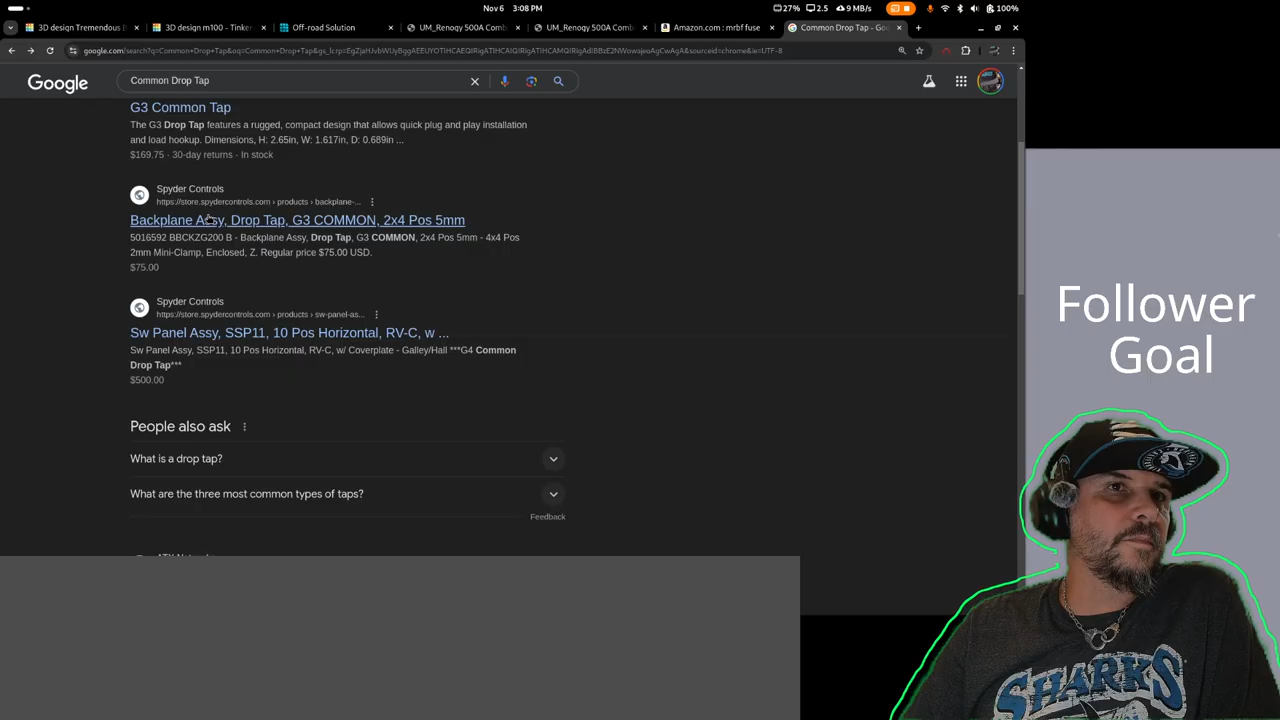 Nov 6 3:08 PM
27% 2.5 9 MB/s 100%
3D design Tremendous B
3D design m100 - Tinker
Off-road Solution
UM_Renogy 500A Comb
UM_Renogy 500A Comb
Amazon.com : mrbf fuse
Common Drop Tap - Goo
Google
Common Drop Tap
G3 Common Tap
The G3 Drop Tap features a rugged, compact design that allows quick plug and play installation
and load hookup. Dimensions, H: 2.65in, W: 1.617in, D: 0.689in ...
$169.75 · 30-day returns · In stock
Spyder Controls
https://store.spydercontrols.com › products › backplane-...
Backplane Assy, Drop Tap, G3 COMMON, 2x4 Pos 5mm
5016592 BBCKZG200 B - Backplane Assy, Drop Tap, G3 COMMON, 2x4 Pos 5mm - 4x4 Pos
2mm Mini-Clamp, Enclosed, Z. Regular price $75.00 USD.
$75.00
Spyder Controls
https://store.spydercontrols.com › products › sw-panel-as...
Sw Panel Assy, SSP11, 10 Pos Horizontal, RV-C, w ...
Sw Panel Assy, SSP11, 10 Pos Horizontal, RV-C, w/ Coverplate - Galley/Hall ***G4 Common
Drop Tap***
$500.00
People also ask
What is a drop tap?
What are the three most common types of taps?
Feedback
Follower
Goal
SHARKS